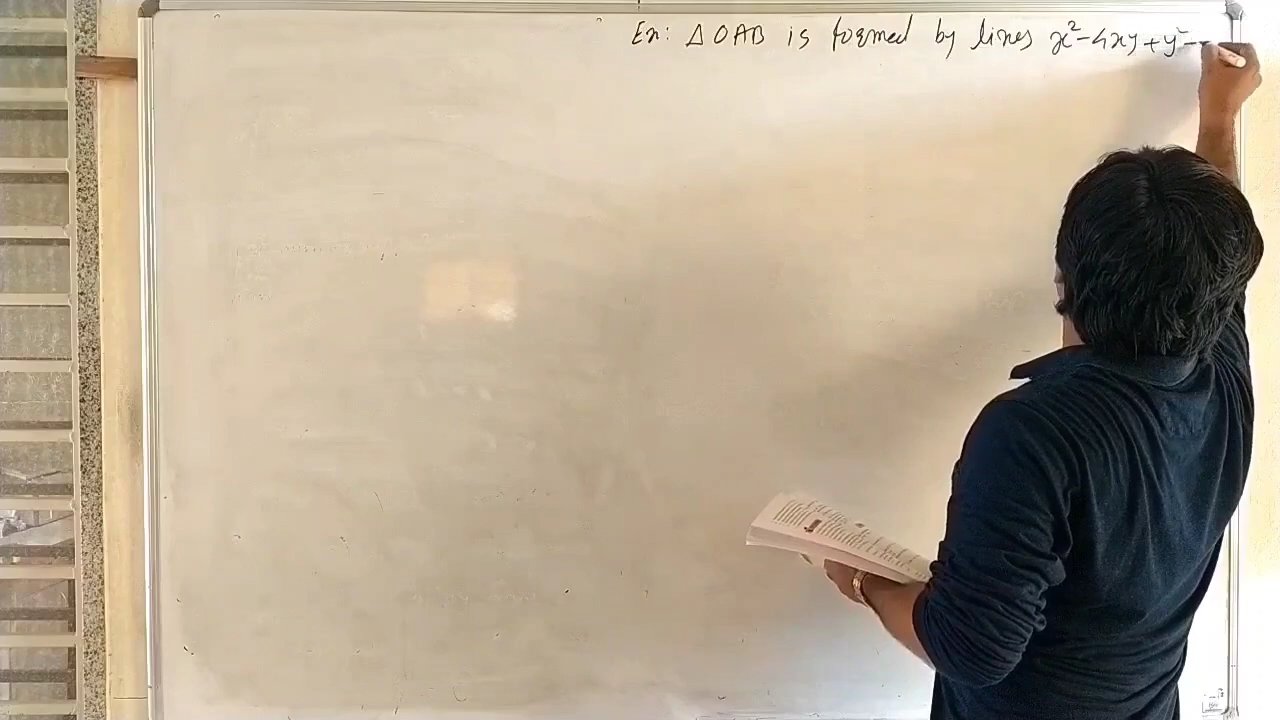 Ex: △OAB is formed by lines x²-4xy+y²=